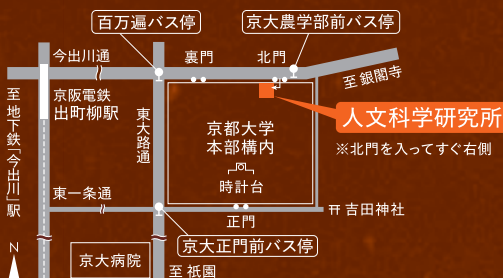 百万遍バス停
京大農学部前バス停
今出川通
裏門
北門
至 銀閣寺
至 地下鉄「今出川」駅
京阪電鉄
出町柳駅
東大路通
人文科学研究所
※北門を入ってすぐ右側
京都大学
本部構内
時計台
東一条通
正門
吉田神社
京大正門前バス停
N
京大病院
至 祇園